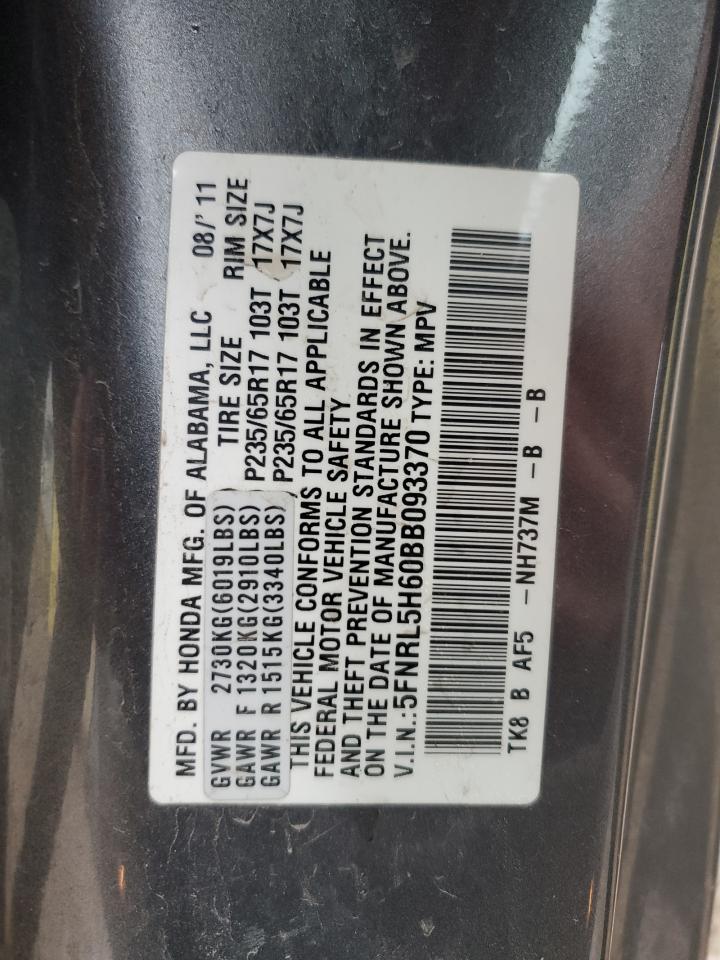 MFD. BY HONDA MFG. OF ALABAMA, LLC 08/'11
GVWR 2730KG(6019LBS) TIRE SIZE RIM SIZE
GAWR F 1320KG(2910LBS) P235/65R17 103T 17X7J
GAWR R 1515KG(3340LBS) P235/65R17 103T 17X7J
THIS VEHICLE CONFORMS TO ALL APPLICABLE
FEDERAL MOTOR VEHICLE SAFETY
AND THEFT PREVENTION STANDARDS IN EFFECT
ON THE DATE OF MANUFACTURE SHOWN ABOVE.
V.I.N.:5FNRL5H60BB093370 TYPE: MPV
TK8 B AF5 -NH737M -B -B